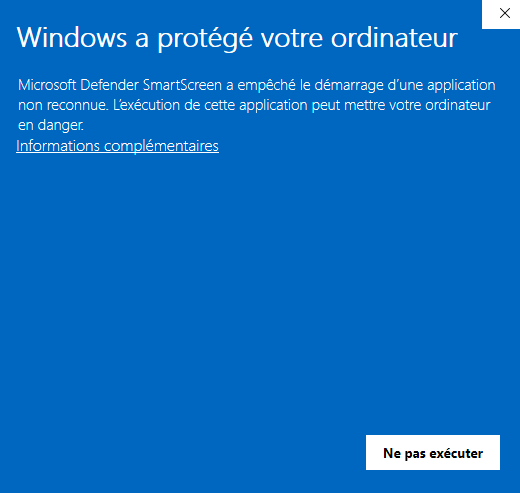 Windows a protégé votre ordinateur
Microsoft Defender SmartScreen a empêché le démarrage d’une application
non reconnue. L’exécution de cette application peut mettre votre ordinateur
en danger.
Informations complémentaires
Ne pas exécuter